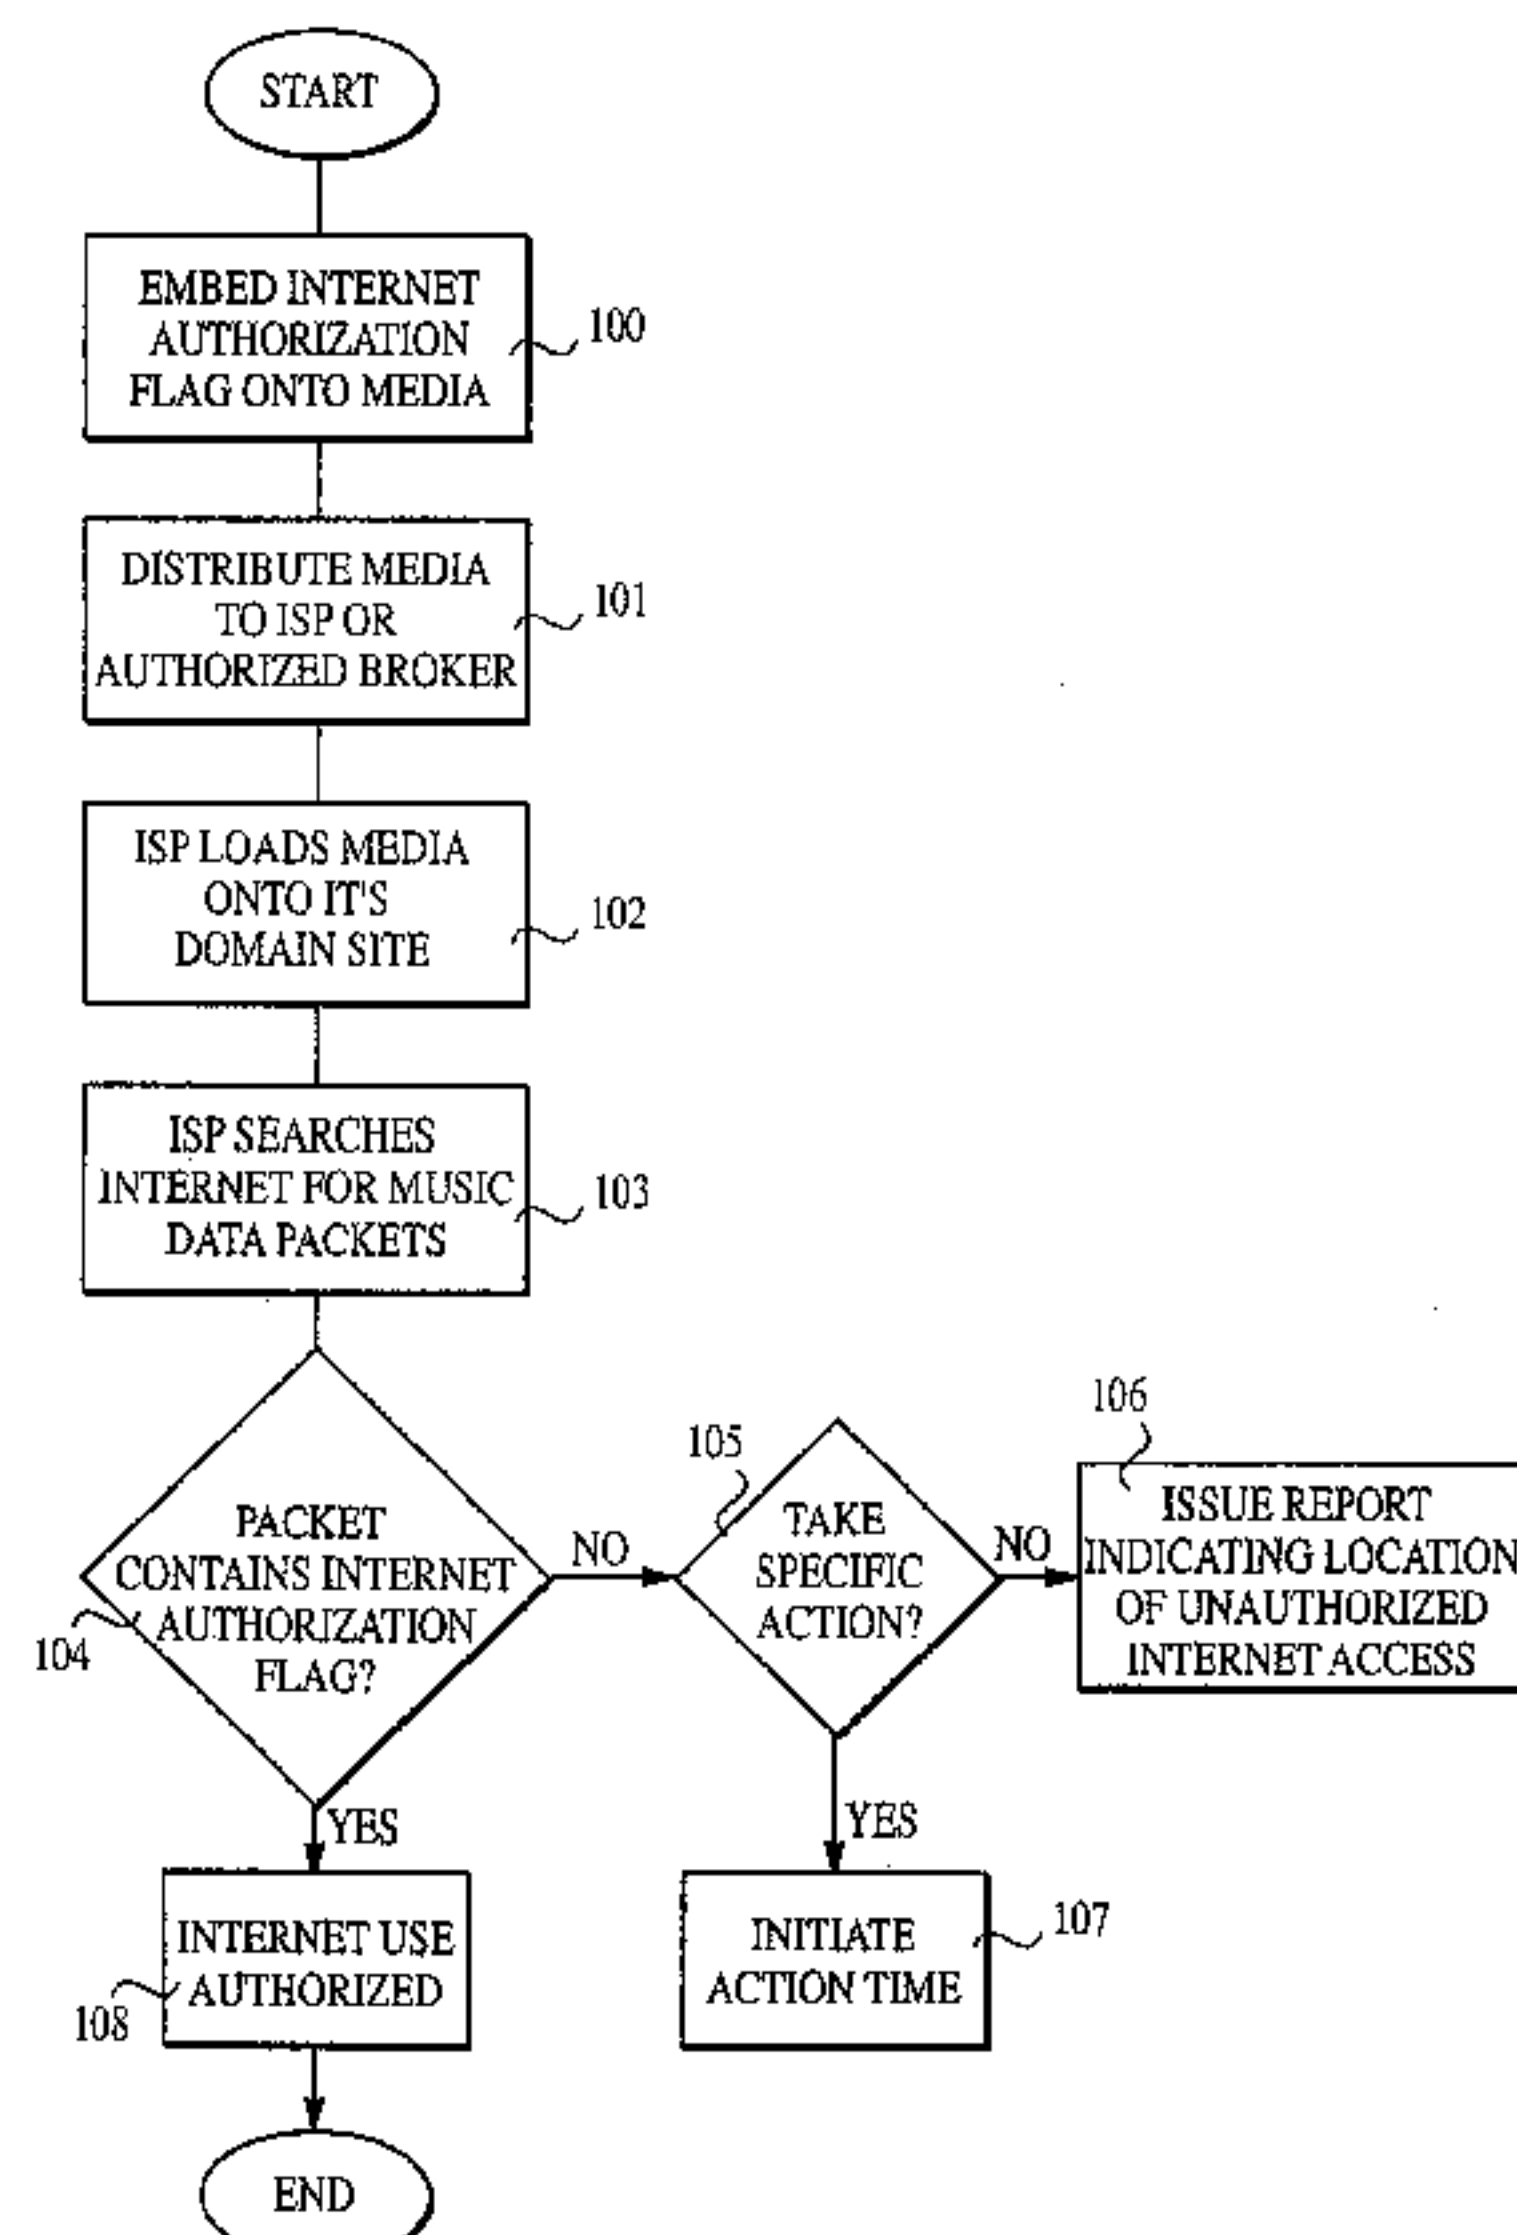 START
EMBED INTERNET
AUTHORIZATION
FLAG ONTO MEDIA
100
DISTRIBUTE MEDIA
TO ISP OR
AUTHORIZED BROKER
101
ISP LOADS MEDIA
ONTO IT'S
DOMAIN SITE
102
ISP SEARCHES
INTERNET FOR MUSIC
DATA PACKETS
103
PACKET
CONTAINS INTERNET
AUTHORIZATION
FLAG?
104
NO
105
TAKE
SPECIFIC
ACTION?
NO
106
ISSUE REPORT
INDICATING LOCATION
OF UNAUTHORIZED
INTERNET ACCESS
YES
YES
INTERNET USE
AUTHORIZED
108
INITIATE
ACTION TIME
107
END